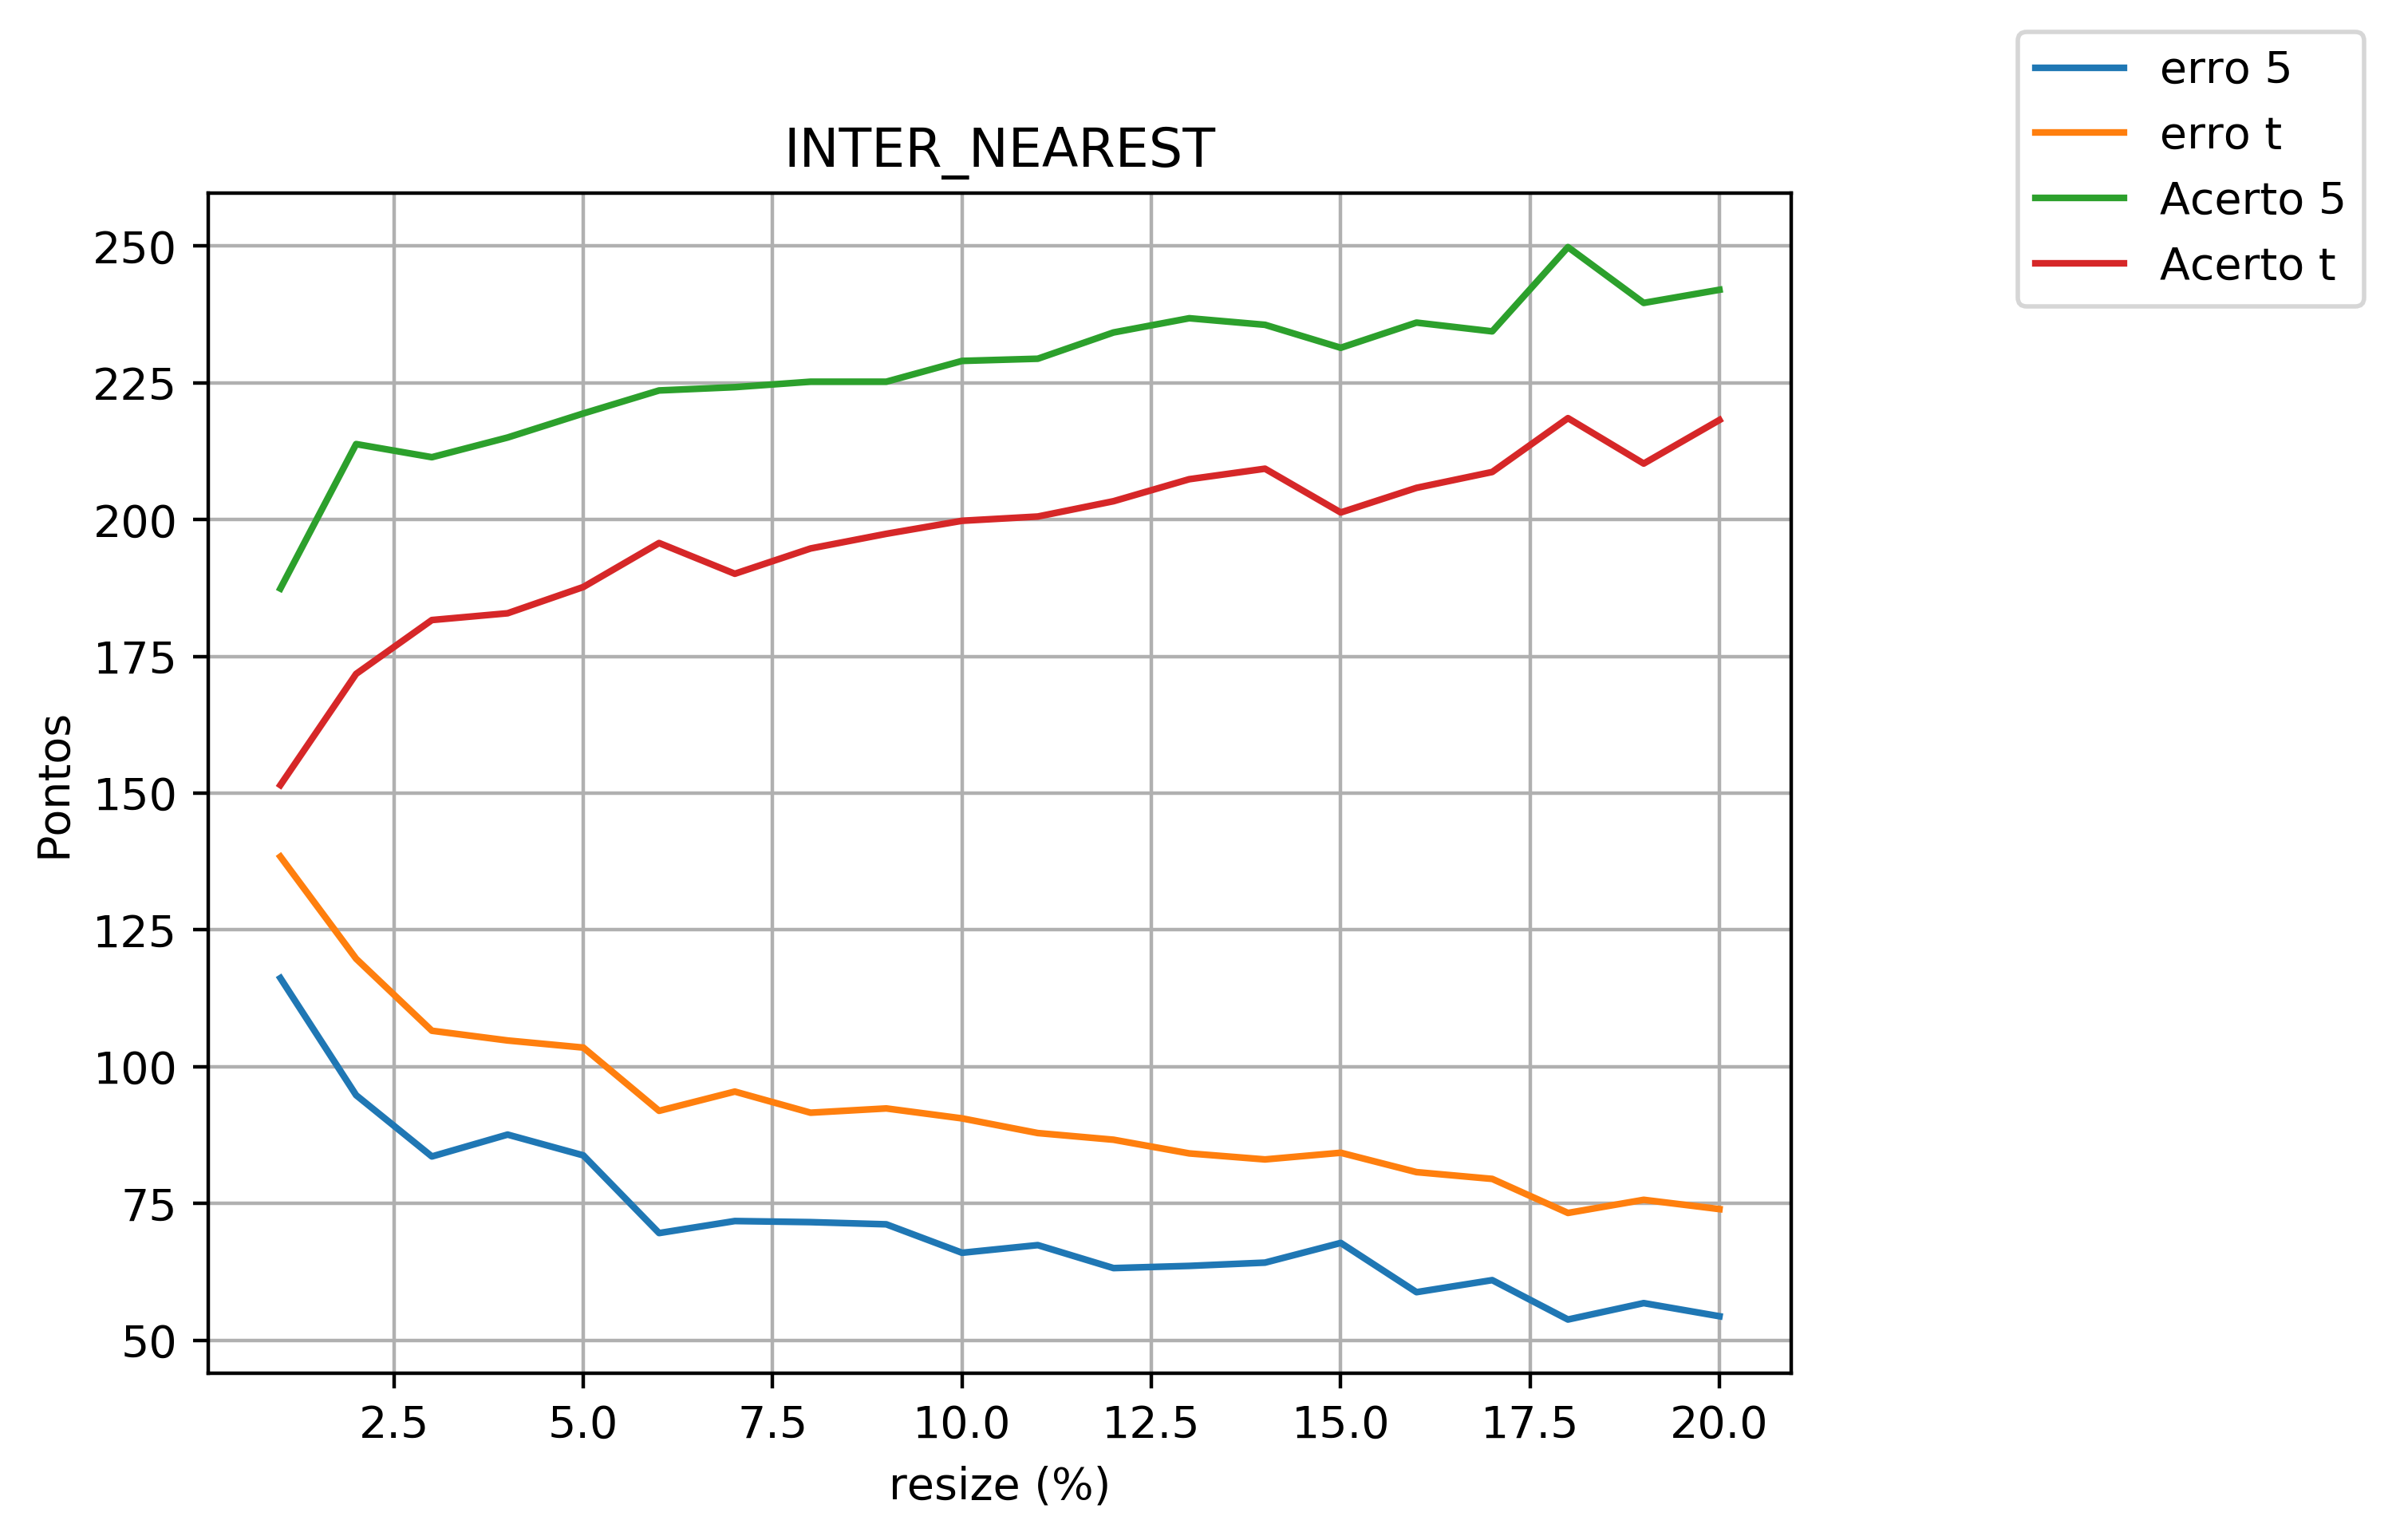 INTER_NEAREST
erro 5
erro t
Acerto 5
Acerto t
Pontos
250
225
200
175
150
125
100
75
50
2.5 5.0 7.5 10.0 12.5 15.0 17.5 20.0
resize (%)